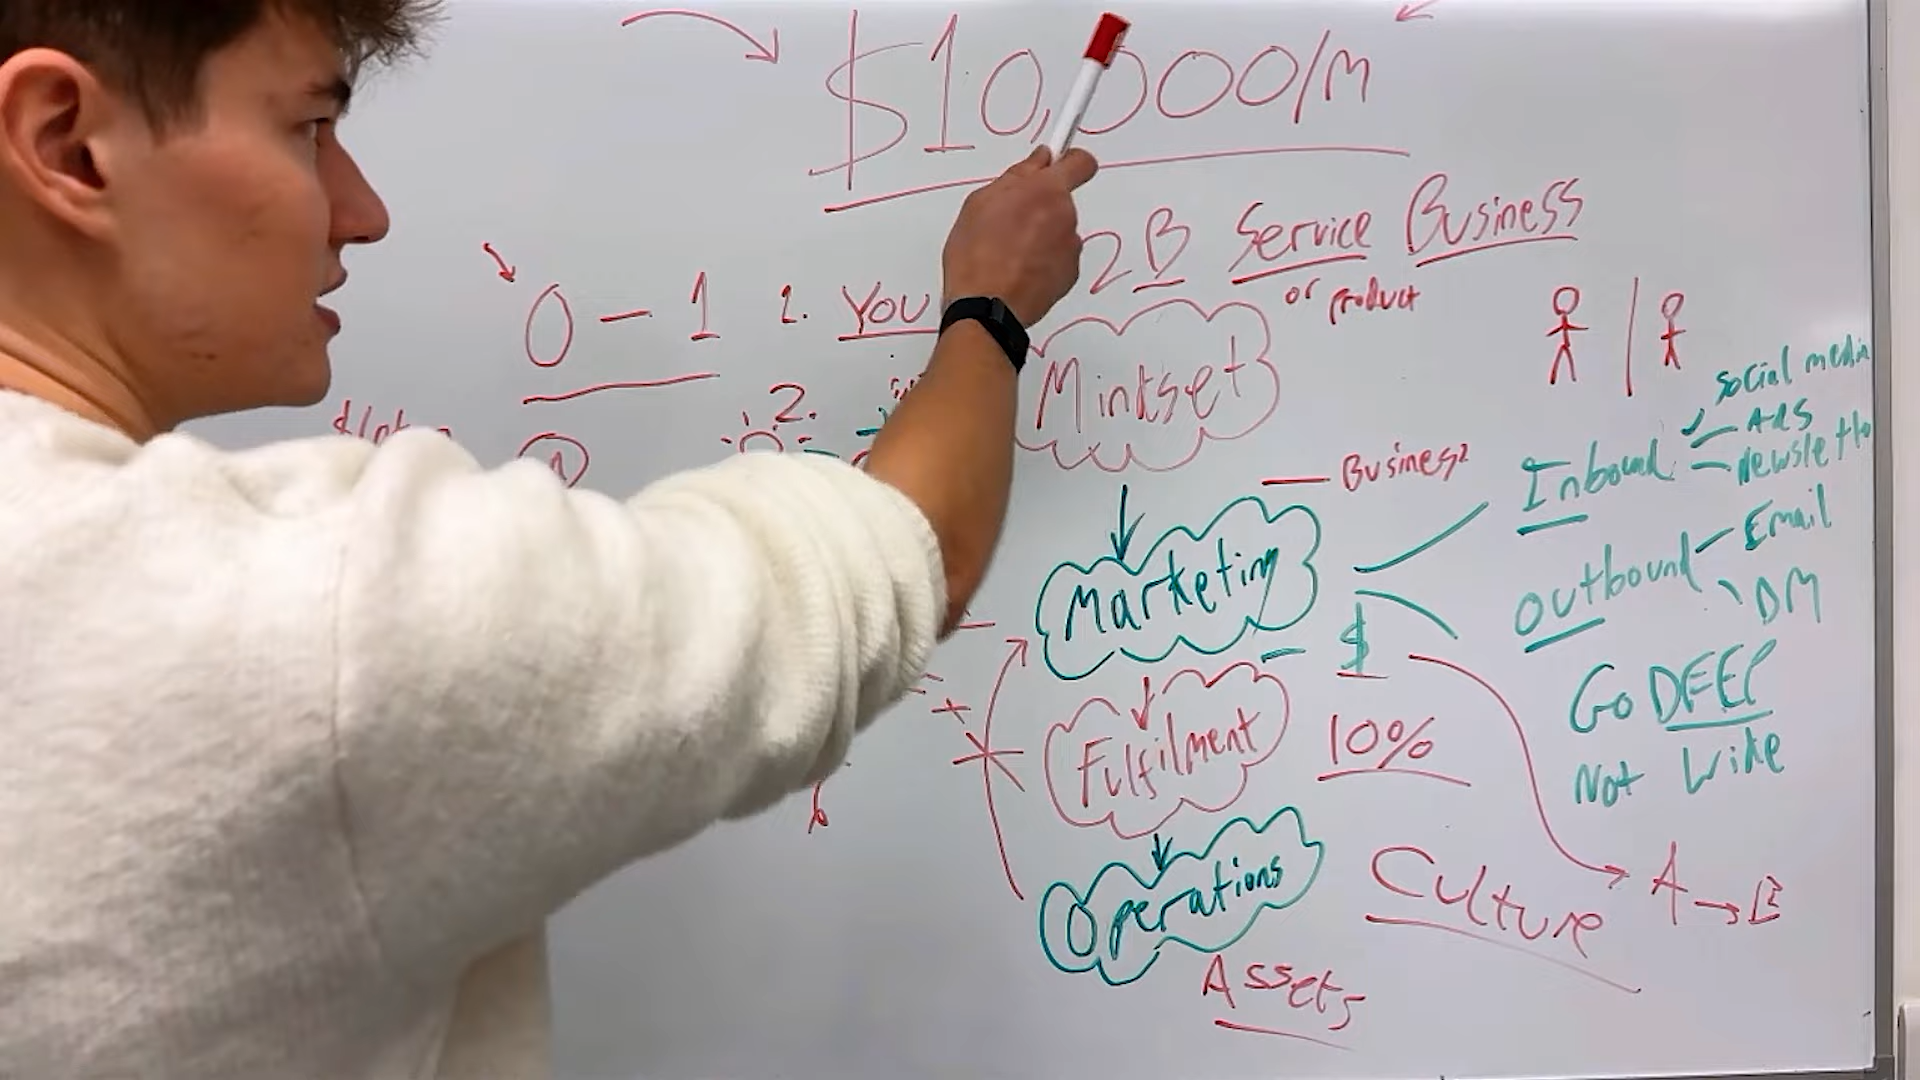 $10,000/m
2B Service Business
or product
0 - 1
1. You
2.
Mindset
Business
Marketing
$
Inbound
Social media
ADS
Outbound
Email
DM
Go DEEP
Not Wide
Fulfilment
10%
Operations
Culture
A → B
Assets